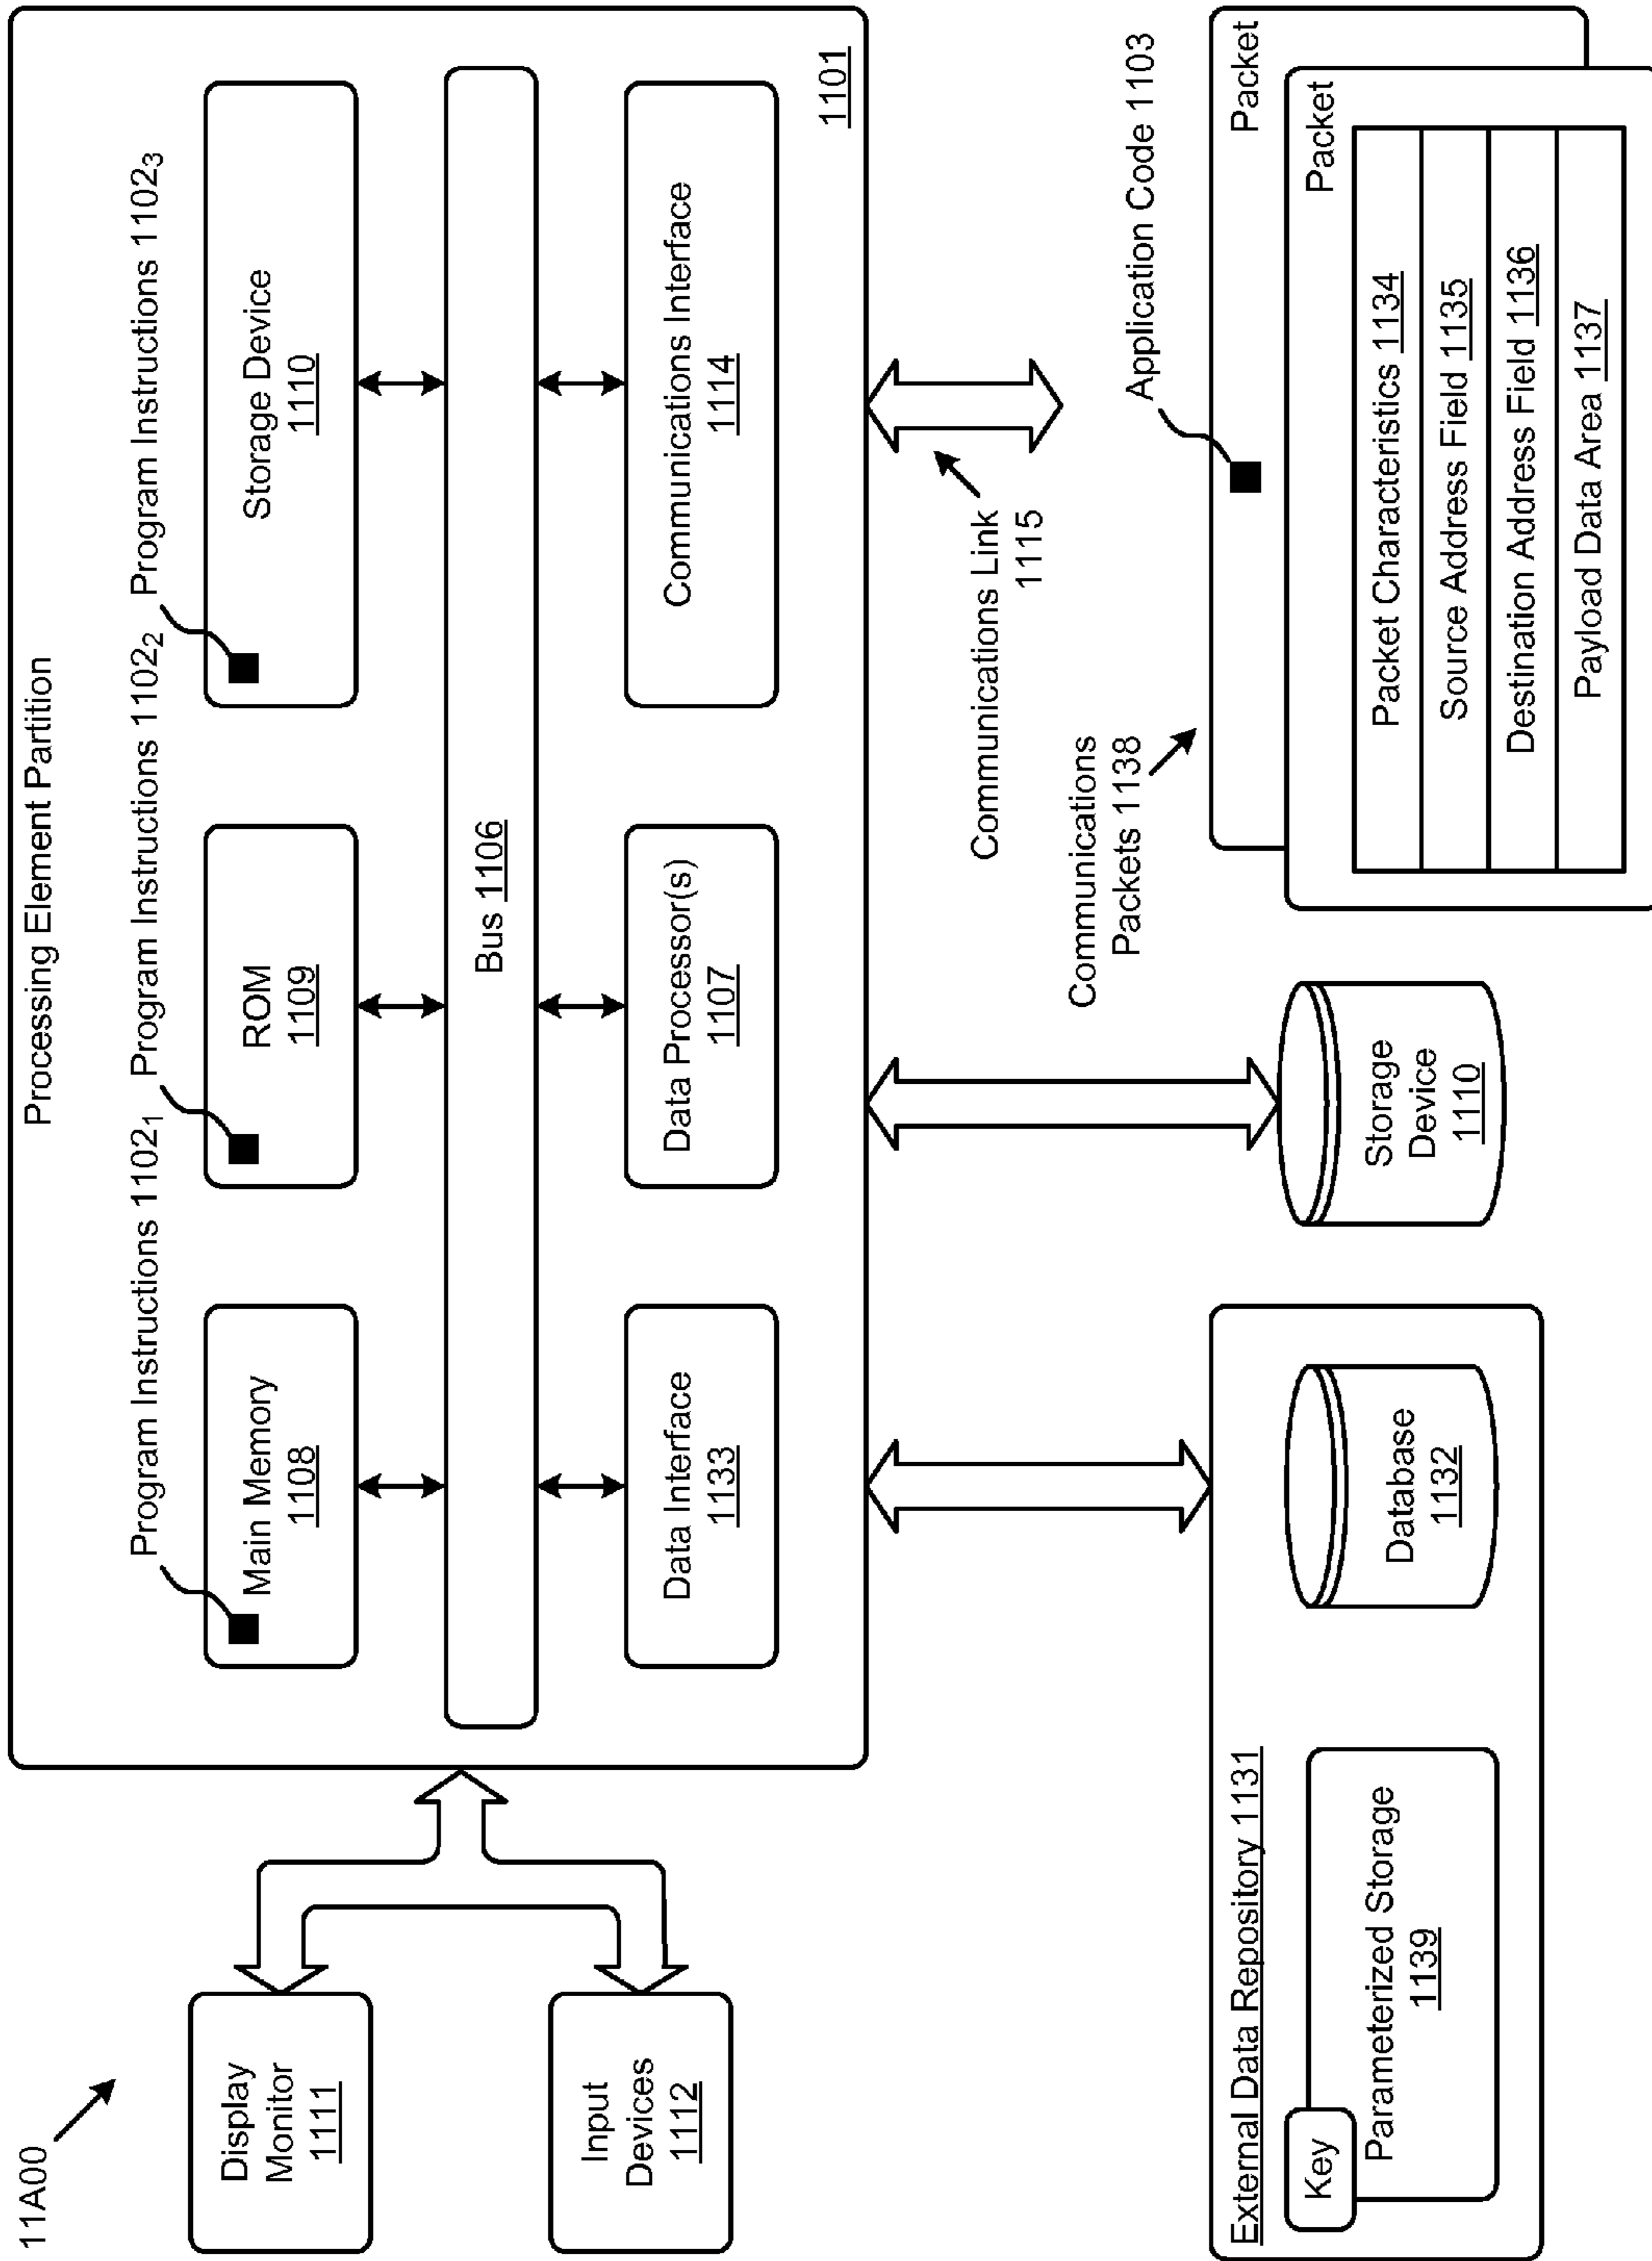 11A00
Processing Element Partition
Program Instructions 1102₁
Program Instructions 1102₂
Program Instructions 1102₃
Display
Monitor
1111
Input
Devices
1112
Main Memory
1108
ROM
1109
Storage Device
1110
Bus 1106
Data Interface
1133
Data Processor(s)
1107
Communications Interface
1114
1101
Communications Link
1115
External Data Repository 1131
Key
Parameterized Storage
1139
Database
1132
Storage
Device
1110
Communications
Packets 1138
Application Code 1103
Packet
Packet
Packet Characteristics 1134
Source Address Field 1135
Destination Address Field 1136
Payload Data Area 1137